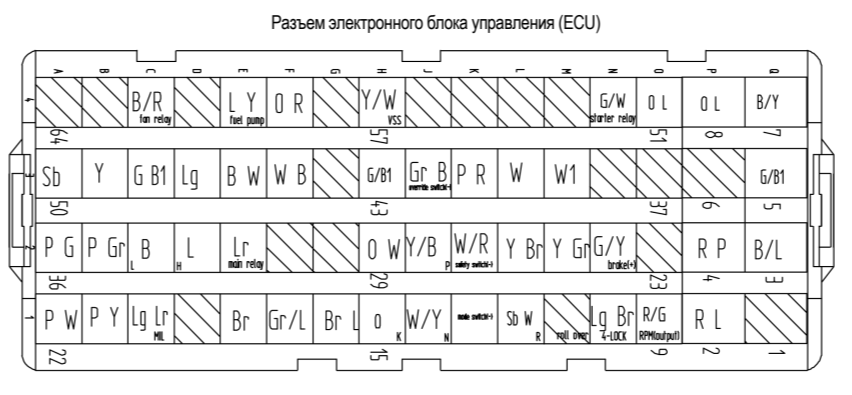 Разъем электронного блока управления (ECU)
A B C D E F G H J K L M N O P Q
4 B/R L Y O R Y/W G/W O L O L B/Y
fan relay fuel pump VSS starter relay
64 57 51 8 7
3 Sb Y G B1 Lg B W W B G/B1 Gr B P R W W1 G/B1
override switch(-)
50 43 37 6 5
2 P G P Gr B L Lr O W Y/B W/R Y Br Y Gr G/Y R P B/L
L H main relay P safety switch(-) brake(+)
36 29 23 4 3
1 P W P Y Lg Lr Br Gr/L Br L O W/Y mode switch(-) Sb W Lg Br R/G R L
MIL K N R roll over 4-LOCK RPM(output)
22 15 9 2 1